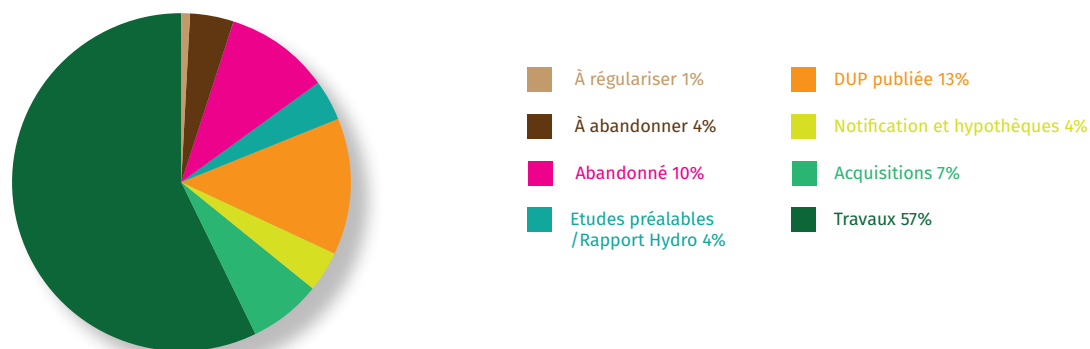 À régulariser 1%
À abandonner 4%
Abandonné 10%
Etudes préalables
/Rapport Hydro 4%
DUP publiée 13%
Notification et hypothèques 4%
Acquisitions 7%
Travaux 57%